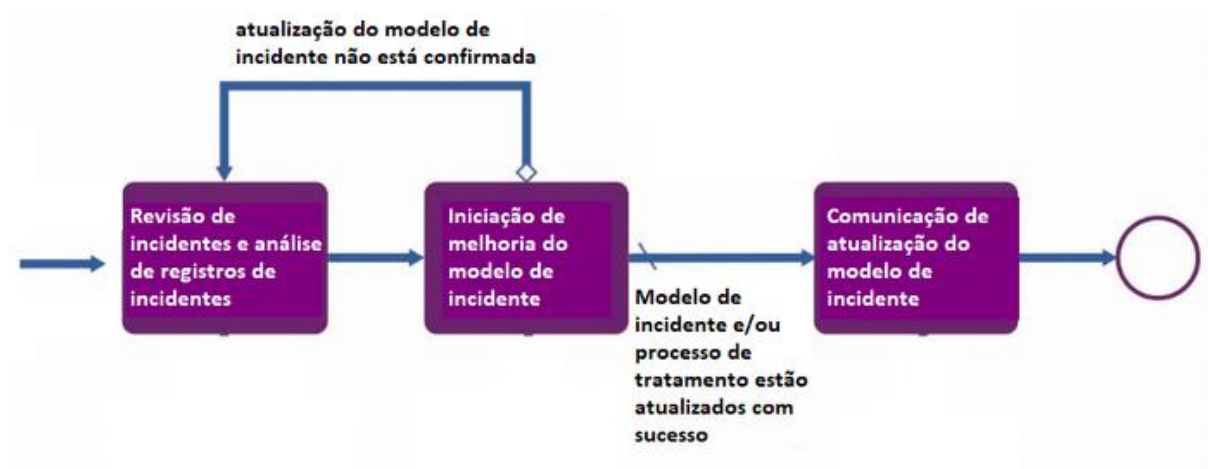 atualização do modelo de
incidente não está confirmada
Revisão de
incidentes e análise
de registros de
incidentes
Iniciação de
melhoria do
modelo de
incidente
Modelo de
incidente e/ou
processo de
tratamento estão
atualizados com
sucesso
Comunicação de
atualização do
modelo de
incidente